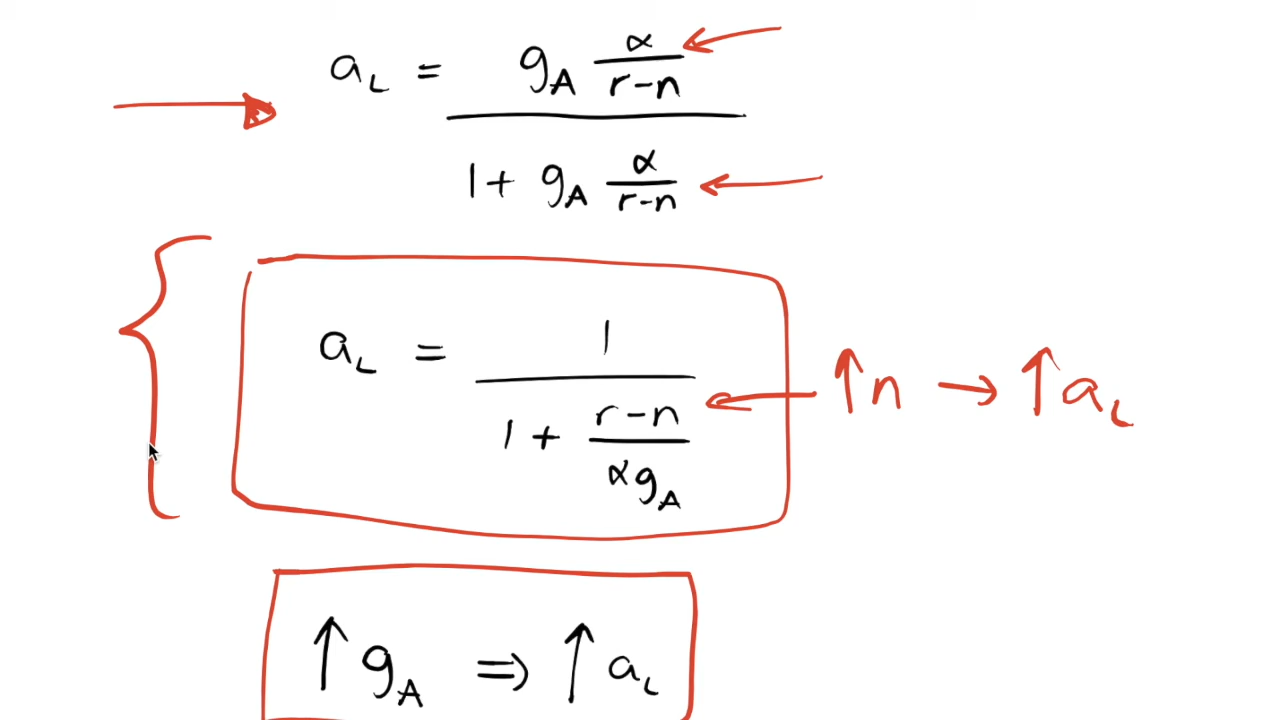 a_L = (g_A α/(r-n)) / (1 + g_A α/(r-n))
a_L = 1 / (1 + (r-n)/(αg_A))
↑n → ↑a_L
↑g_A ⇒ ↑a_L